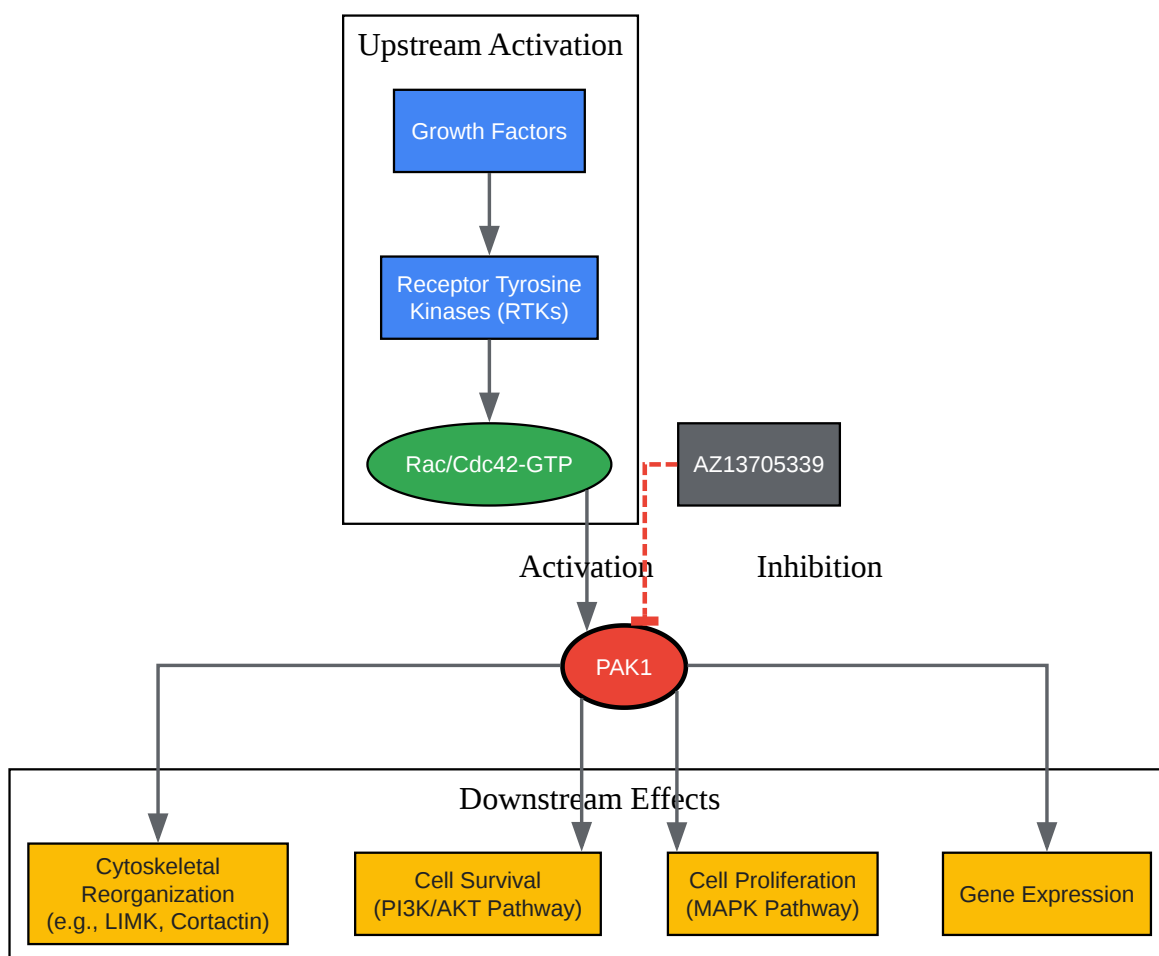 Upstream Activation
Growth Factors
Receptor Tyrosine
Kinases (RTKs)
Rac/Cdc42-GTP
AZ13705339
Activation
Inhibition
PAK1
Downstream Effects
Cytoskeletal
Reorganization
(e.g., LIMK, Cortactin)
Cell Survival
(PI3K/AKT Pathway)
Cell Proliferation
(MAPK Pathway)
Gene Expression